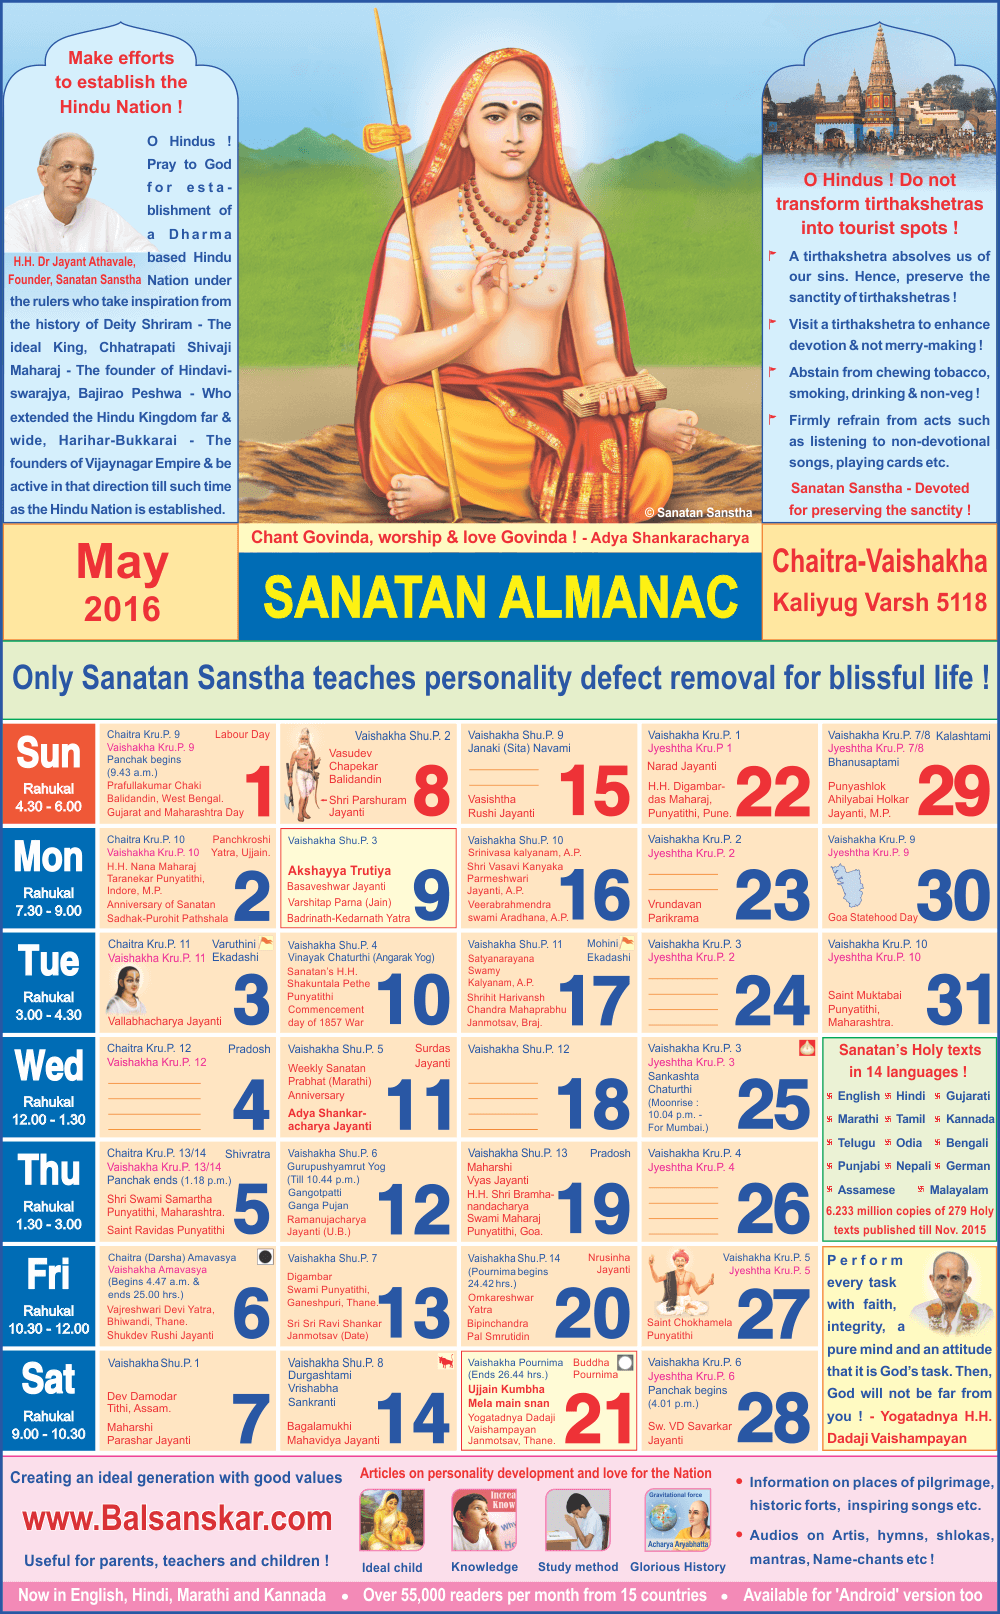 Make efforts
to establish the
Hindu Nation !
O Hindus !
Pray to God
for esta-
blishment of
a Dharma
based Hindu
H.H. Dr Jayant Athavale,
Founder, Sanatan Sanstha
Nation under
the rulers who take inspiration from
the history of Deity Shriram - The
ideal King, Chhatrapati Shivaji
Maharaj - The founder of Hindavi-
swarajya, Bajirao Peshwa - Who
extended the Hindu Kingdom far &
wide, Harihar-Bukkarai - The
founders of Vijaynagar Empire & be
active in that direction till such time
as the Hindu Nation is established.
© Sanatan Sanstha
O Hindus ! Do not
transform tirthakshetras
into tourist spots !
A tirthakshetra absolves us of
our sins. Hence, preserve the
sanctity of tirthakshetras !
Visit a tirthakshetra to enhance
devotion & not merry-making !
Abstain from chewing tobacco,
smoking, drinking & non-veg !
Firmly refrain from acts such
as listening to non-devotional
songs, playing cards etc.
Sanatan Sanstha - Devoted
for preserving the sanctity !
May
2016
Chant Govinda, worship & love Govinda ! - Adya Shankaracharya
SANATAN ALMANAC
Chaitra-Vaishakha
Kaliyug Varsh 5118
Only Sanatan Sanstha teaches personality defect removal for blissful life !
Sun
Rahukal
4.30 - 6.00
Chaitra Kru.P. 9 Labour Day
Vaishakha Kru.P. 9
Panchak begins
(9.43 a.m.)
Prafullakumar Chaki
Balidandin, West Bengal.
Gujarat and Maharashtra Day
1
Vaishakha Shu.P. 2
Vasudev
Chapekar
Balidandin
Shri Parshuram
Jayanti
8
Vaishakha Shu.P. 9
Janaki (Sita) Navami
Vasishtha
Rushi Jayanti
15
Vaishakha Kru.P. 1
Jyeshtha Kru.P 1
Narad Jayanti
H.H. Digambar-
das Maharaj,
Punyatithi, Pune.
22
Vaishakha Kru.P. 7/8 Kalashtami
Jyeshtha Kru.P. 7/8
Bhanusaptami
Punyashlok
Ahilyabai Holkar
Jayanti, M.P.
29
Mon
Rahukal
7.30 - 9.00
Chaitra Kru.P. 10 Panchkroshi
Vaishakha Kru.P. 10 Yatra, Ujjain.
H.H. Nana Maharaj
Taranekar Punyatithi,
Indore, M.P.
Anniversary of Sanatan
Sadhak-Purohit Pathshala
2
Vaishakha Shu.P. 3
Akshayya Trutiya
Basaveshwar Jayanti
Varshitap Parna (Jain)
Badrinath-Kedarnath Yatra
9
Vaishakha Shu.P. 10
Srinivasa kalyanam, A.P.
Shri Vasavi Kanyaka
Parmeshwari
Jayanti, A.P.
Veerabrahmendra
swami Aradhana, A.P.
16
Vaishakha Kru.P. 2
Jyeshtha Kru.P. 2
Vrundavan
Parikrama
23
Vaishakha Kru.P. 9
Jyeshtha Kru.P. 9
Goa Statehood Day
30
Tue
Rahukal
3.00 - 4.30
Chaitra Kru.P. 11 Varuthini
Vaishakha Kru.P. 11 Ekadashi
Vallabhacharya Jayanti
3
Vaishakha Shu.P. 4
Vinayak Chaturthi (Angarak Yog)
Sanatan's H.H.
Shakuntala Pethe
Punyatithi
Commencement
day of 1857 War
10
Vaishakha Shu.P. 11 Mohini
Satyanarayana Ekadashi
Swamy
Kalyanam, A.P.
Shrihit Harivansh
Chandra Mahaprabhu
Janmotsav, Braj.
17
Vaishakha Kru.P. 3
Jyeshtha Kru.P. 2
24
Vaishakha Kru.P. 10
Jyeshtha Kru.P. 10
Saint Muktabai
Punyatithi,
Maharashtra.
31
Wed
Rahukal
12.00 - 1.30
Chaitra Kru.P. 12 Pradosh
Vaishakha Kru.P. 12
4
Vaishakha Shu.P. 5 Surdas
Jayanti
Weekly Sanatan
Prabhat (Marathi)
Anniversary
Adya Shankar-
acharya Jayanti
11
Vaishakha Shu.P. 12
18
Vaishakha Kru.P. 3
Jyeshtha Kru.P. 3
Sankashta
Chaturthi
(Moonrise :
10.04 p.m. -
For Mumbai.)
25
Sanatan's Holy texts
in 14 languages !
English Hindi Gujarati
Marathi Tamil Kannada
Telugu Odia Bengali
Punjabi Nepali German
Assamese Malayalam
6.233 million copies of 279 Holy
texts published till Nov. 2015
Thu
Rahukal
1.30 - 3.00
Chaitra Kru.P. 13/14 Shivratra
Vaishakha Kru.P. 13/14
Panchak ends (1.18 p.m.)
Shri Swami Samartha
Punyatithi, Maharashtra.
Saint Ravidas Punyatithi
5
Vaishakha Shu.P. 6
Gurupushyamrut Yog
(Till 10.44 p.m.)
Gangotpatti
Ganga Pujan
Ramanujacharya
Jayanti (U.B.)
12
Vaishakha Shu.P. 13 Pradosh
Maharshi
Vyas Jayanti
H.H. Shri Bramha-
nandacharya
Swami Maharaj
Punyatithi, Goa.
19
Vaishakha Kru.P. 4
Jyeshtha Kru.P. 4
26
Fri
Rahukal
10.30 - 12.00
Chaitra (Darsha) Amavasya
Vaishakha Amavasya
(Begins 4.47 a.m. &
ends 25.00 hrs.)
Vajreshwari Devi Yatra,
Bhiwandi, Thane.
Shukdev Rushi Jayanti
6
Vaishakha Shu.P. 7
Digambar
Swami Punyatithi,
Ganeshpuri, Thane.
Sri Sri Ravi Shankar
Janmotsav (Date)
13
Vaishakha Shu.P. 14 Nrusinha
(Pournima begins Jayanti
24.42 hrs.)
Omkareshwar
Yatra
Bipinchandra
Pal Smrutidin
20
Vaishakha Kru.P. 5
Jyeshtha Kru.P. 5
Saint Chokhamela
Punyatithi
27
Perform
every task
with faith,
integrity, a
pure mind and an attitude
that it is God's task. Then,
God will not be far from
you ! - Yogatadnya H.H.
Dadaji Vaishampayan
Sat
Rahukal
9.00 - 10.30
Vaishakha Shu.P. 1
Dev Damodar
Tithi, Assam.
Maharshi
Parashar Jayanti
7
Vaishakha Shu.P. 8
Durgashtami
Vrishabha
Sankranti
Bagalamukhi
Mahavidya Jayanti
14
Vaishakha Pournima Buddha
(Ends 26.44 hrs.) Pournima
Ujjain Kumbha
Mela main snan
Yogatadnya Dadaji
Vaishampayan
Janmotsav, Thane.
21
Vaishakha Kru.P. 6
Jyeshtha Kru.P. 6
Panchak begins
(4.01 p.m.)
Sw. VD Savarkar
Jayanti
28
Creating an ideal generation with good values
www.Balsanskar.com
Useful for parents, teachers and children !
Articles on personality development and love for the Nation
Increa
Know
Why
Gravitational force
Acharya Aryabhatta
Ideal child Knowledge Study method Glorious History
Information on places of pilgrimage,
historic forts, inspiring songs etc.
Audios on Artis, hymns, shlokas,
mantras, Name-chants etc !
Now in English, Hindi, Marathi and Kannada • Over 55,000 readers per month from 15 countries • Available for 'Android' version too